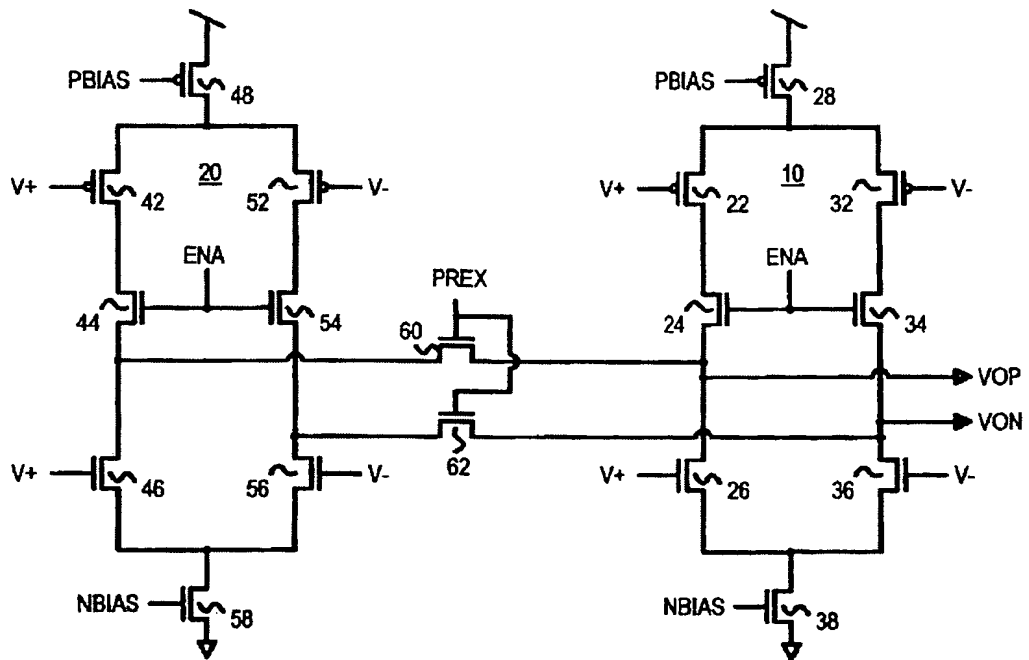 PBIAS
48
PBIAS
28
V+
42
20
52
V-
V+
22
10
32
V-
ENA
44
54
PREX
60
ENA
24
34
VOP
VON
62
V+
46
56
V-
V+
26
36
V-
NBIAS
58
NBIAS
38